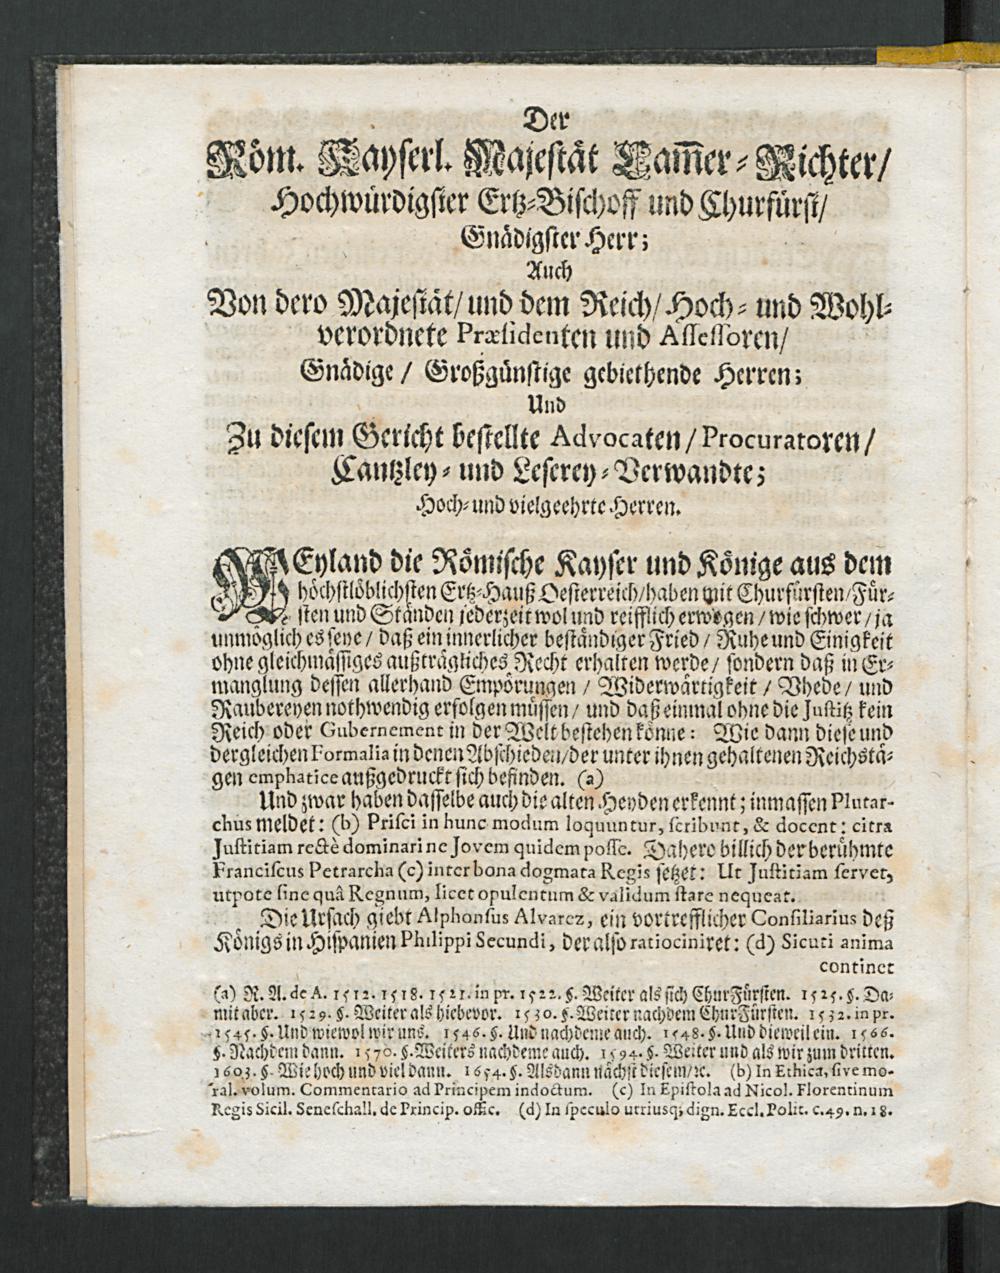 Der
Röm. Kayserl. Majestät Cam̅er-Richter/
Hochwürdigster Ertz-Bischoff und Churfürst/
Gnädigster Herr;
Auch
Von dero Majestät/ und dem Reich/ Hoch- und Wohl-
verordnete Præsidenten und Assessoren/
Gnädige / Großgünstige gebiethende Herren;
Und
Zu diesem Gericht bestellte Advocaten / Procuratoren /
Cantzley- und Leserey-Verwandte;
Hoch- und vielgeehrte Herren.
WEyland die Römische Kayser und Könige aus dem
höchstlöblichsten Ertz-Hauß Oesterreich/haben mit Churfürsten/Für-
sten und Ständen jederzeit wol und reifflich erwogen / wie schwer / ja
unmöglich es seye / daß ein innerlicher beständiger Fried / Ruhe und Einigkeit
ohne gleichmässiges außträgliches Recht erhalten werde / sondern daß in Er-
manglung dessen allerhand Empörungen / Widerwärtigkeit / Vhede / und
Raubereyen nothwendig erfolgen müssen / und daß einmal ohne die Justitz kein
Reich oder Gubernement in der Welt bestehen könne: Wie dann diese und
dergleichen Formalia in denen Abschieden/der unter ihnen gehaltenen Reichstä-
gen emphatice außgedruckt sich befinden. (a)
Und zwar haben dasselbe auch die alten Heyden erkennt; inmassen Plutar-
chus meldet: (b) Prisci in hunc modum loquuntur, scribunt, & docent: citra
Justitiam rectè dominari ne Jovem quidem posse. Dahero billich der berühmte
Franciscus Petrarcha (c) inter bona dogmata Regis setzet: Ut Justitiam servet,
utpote sine quâ Regnum, licet opulentum & validum stare nequeat.
Die Ursach giebt Alphonsus Alvarez, ein vortrefflicher Consiliarius deß
Königs in Hispanien Philippi Secundi, der also ratiociniret: (d) Sicuti anima
continet
(a) R. A. de A. 1512. 1518. 1521. in pr. 1522. §. Weiter als sich ChurFürsten. 1525. §. Da-
mit aber. 1529. §. Weiter als hiebevor. 1530. §. Weiter nachdem ChurFürsten. 1532. in pr.
1545. §. Und wiewol wir uns. 1546. §. Und nachdeme auch. 1548. §. Und dieweil ein. 1566.
§. Nachdem dann. 1570. §. Weiters nachdeme auch. 1594. §. Weiter und als wir zum dritten.
1603. §. Wie hoch und viel dann. 1654. §. Alsdann nächst diesem/ꝛc. (b) In Ethica, sive mo-
ral. volum. Commentario ad Principem indoctum. (c) In Epistola ad Nicol. Florentinum
Regis Sicil. Seneschall. de Princip. offic. (d) In speculo utriusq; dign. Eccl. Polit. c. 49. n. 18.